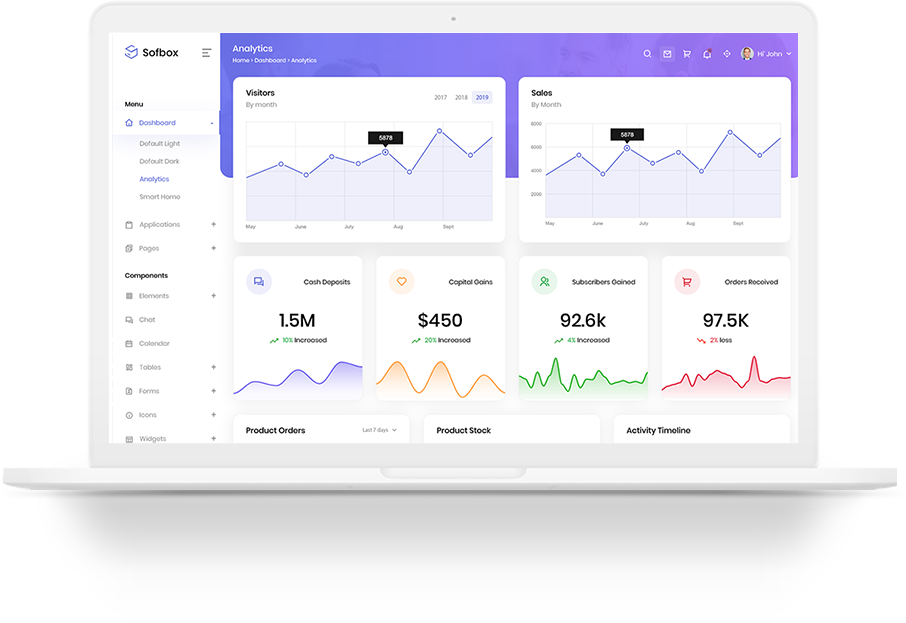 Sofbox
Menu
Dashboard -
Default Light
Default Dark
Analytics
Smart Home
Applications +
Pages +
Components
Elements +
Chat
Calendar
Tables +
Forms +
Icons +
Widgets +
Analytics
Home › Dashboard › Analytics
Hi' John
Visitors
By month
2017 2018 2019
5878
May June July Aug Sept
Sales
By Month
8000
6000
4000
2000
5878
May June July Aug Sept
Cash Deposits
1.5M
10% Increased
Capital Gains
$450
20% Increased
Subscribers Gained
92.6k
4% Increased
Orders Received
97.5K
2% loss
Product Orders
Last 7 days
Product Stock
Activity Timeline